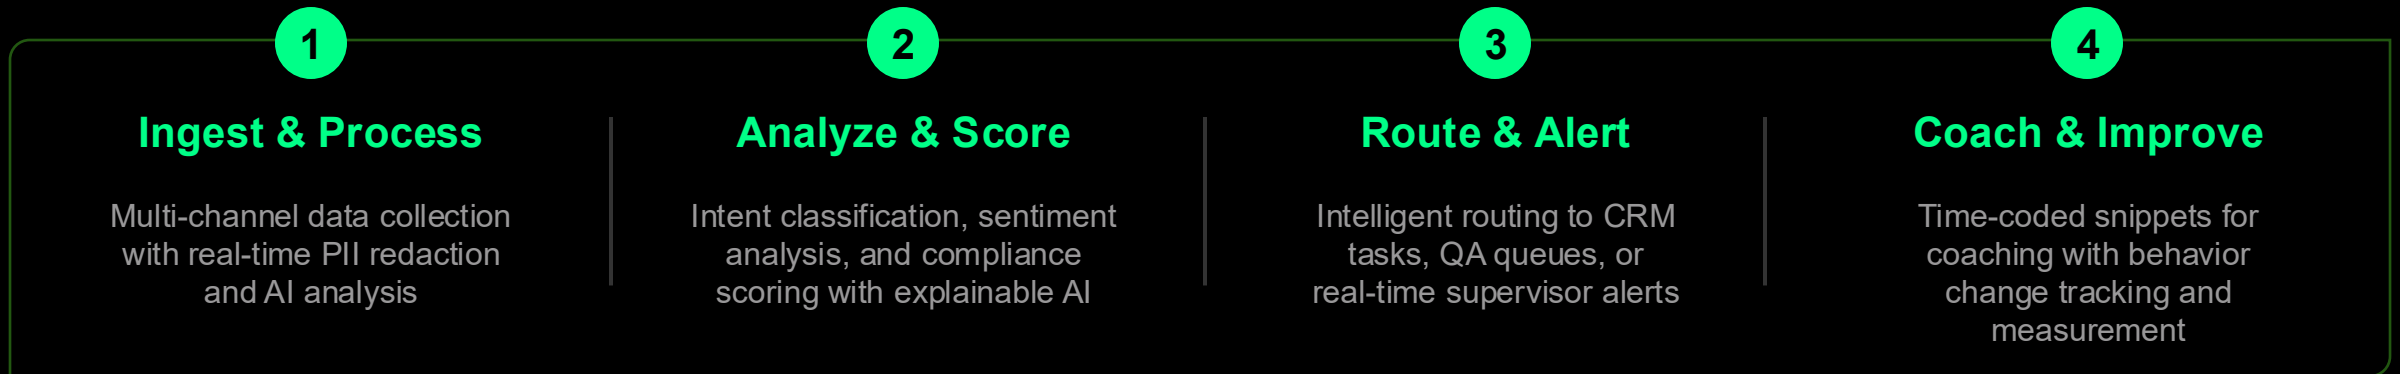 1
Ingest & Process
Multi-channel data collection
with real-time PII redaction
and AI analysis
2
Analyze & Score
Intent classification, sentiment
analysis, and compliance
scoring with explainable AI
3
Route & Alert
Intelligent routing to CRM
tasks, QA queues, or
real-time supervisor alerts
4
Coach & Improve
Time-coded snippets for
coaching with behavior
change tracking and
measurement